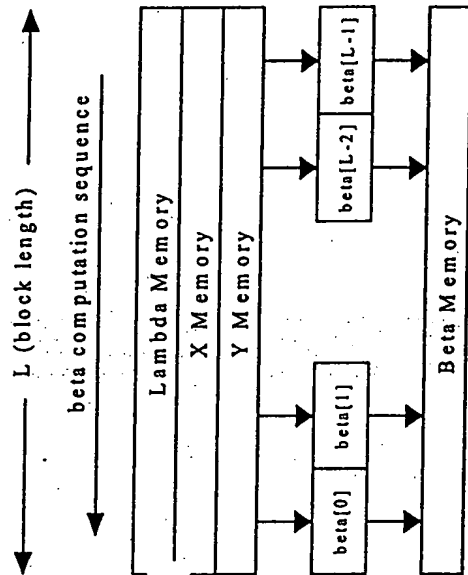 L (block length)
beta computation sequence
Lambda Memory
X Memory
Y Memory
beta[0]
beta[1]
beta[L-2]
beta[L-1]
Beta Memory